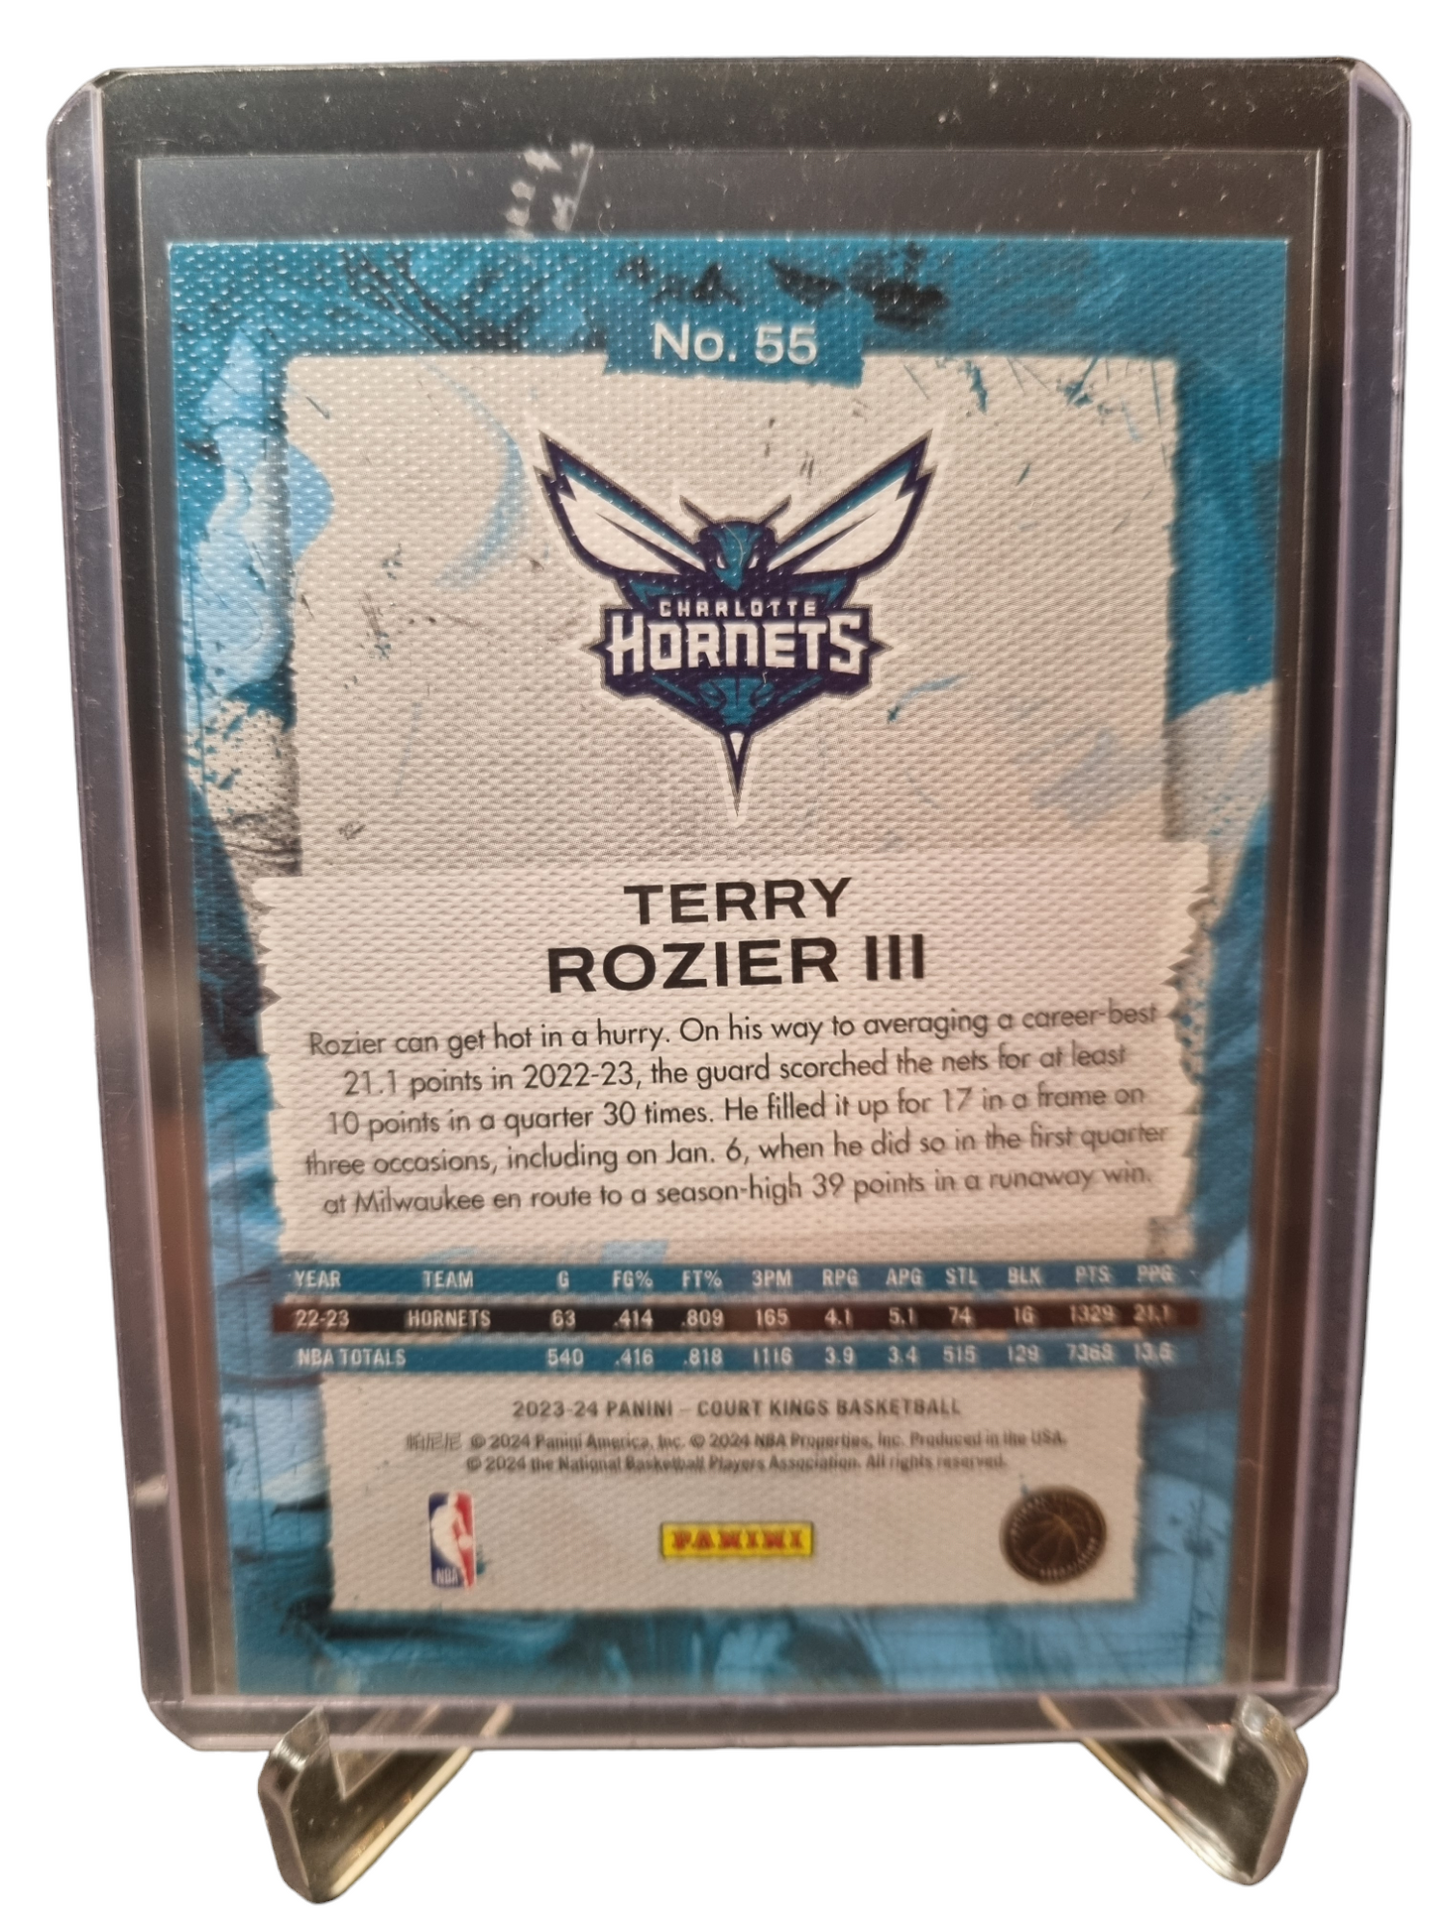 No. 55
CHARLOTTE
HORNETS
TERRY
ROZIER III
Rozier can get hot in a hurry. On his way to averaging a career-best
21.1 points in 2022-23, the guard scorched the nets for at least
10 points in a quarter 30 times. He filled it up for 17 in a frame on
three occasions, including on Jan. 6, when he did so in the first quarter
at Milwaukee en route to a season-high 39 points in a runaway win.
YEAR TEAM G FG% FT% 3PM RPG APG STL BLK PTS PPG
22-23 HORNETS 63 .414 .809 165 4.1 5.1 74 16 1329 21.1
NBA TOTALS 540 .416 .818 1116 3.9 3.4 515 129 7369 13.6
2023-24 PANINI – COURT KINGS BASKETBALL
帕尼尼 © 2024 Panini America, Inc. © 2024 NBA Properties, Inc. Produced in the USA.
© 2024 the National Basketball Players Association. All rights reserved.
NBA
PANINI